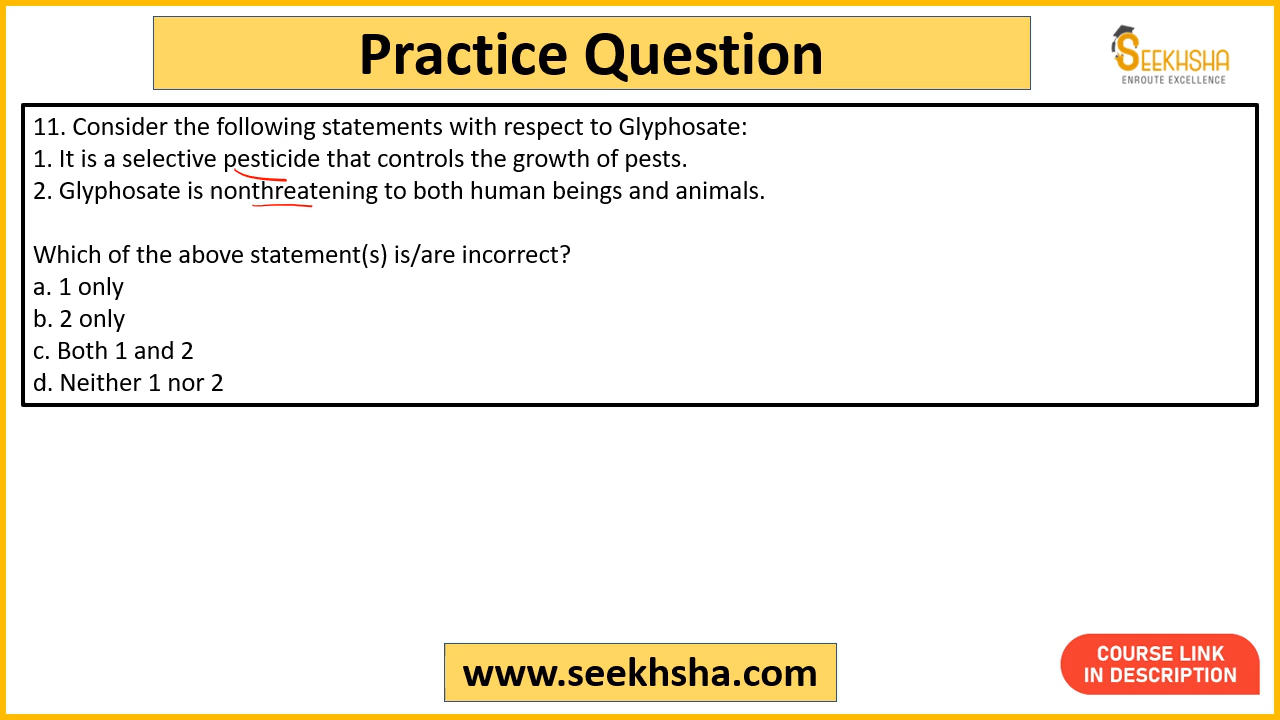 Practice Question
SEEKHSHA
ENROUTE EXCELLENCE
11. Consider the following statements with respect to Glyphosate:
1. It is a selective pesticide that controls the growth of pests.
2. Glyphosate is nonthreatening to both human beings and animals.
Which of the above statement(s) is/are incorrect?
a. 1 only
b. 2 only
c. Both 1 and 2
d. Neither 1 nor 2
www.seekhsha.com
COURSE LINK
IN DESCRIPTION